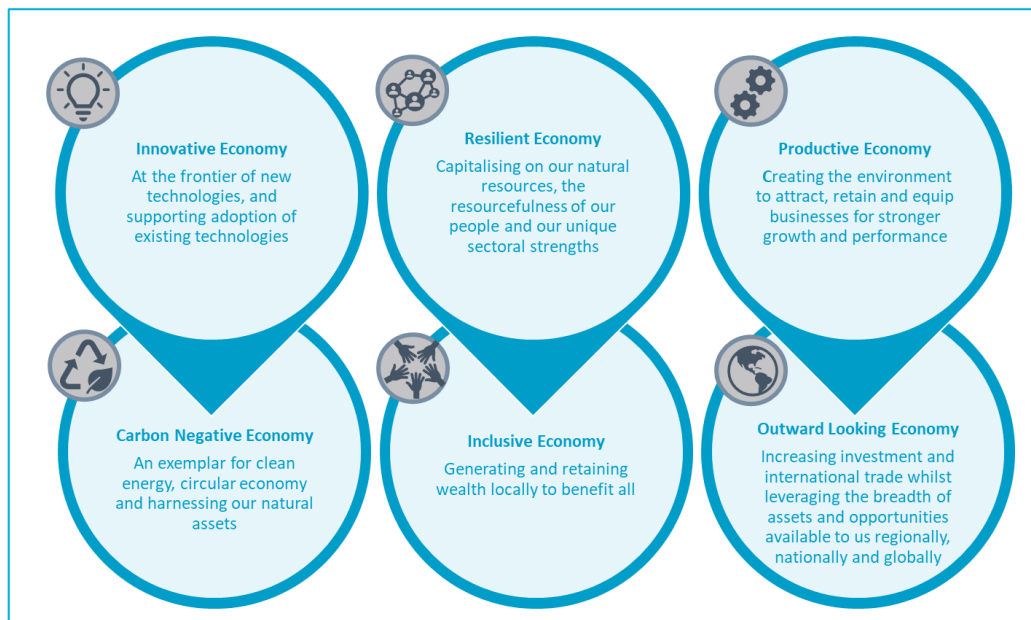 Innovative Economy
At the frontier of new
technologies, and
supporting adoption of
existing technologies
Resilient Economy
Capitalising on our natural
resources, the
resourcefulness of our
people and our unique
sectoral strengths
Productive Economy
Creating the environment
to attract, retain and equip
businesses for stronger
growth and performance
Carbon Negative Economy
An exemplar for clean
energy, circular economy
and harnessing our natural
assets
Inclusive Economy
Generating and retaining
wealth locally to benefit all
Outward Looking Economy
Increasing investment and
international trade whilst
leveraging the breadth of
assets and opportunities
available to us regionally,
nationally and globally